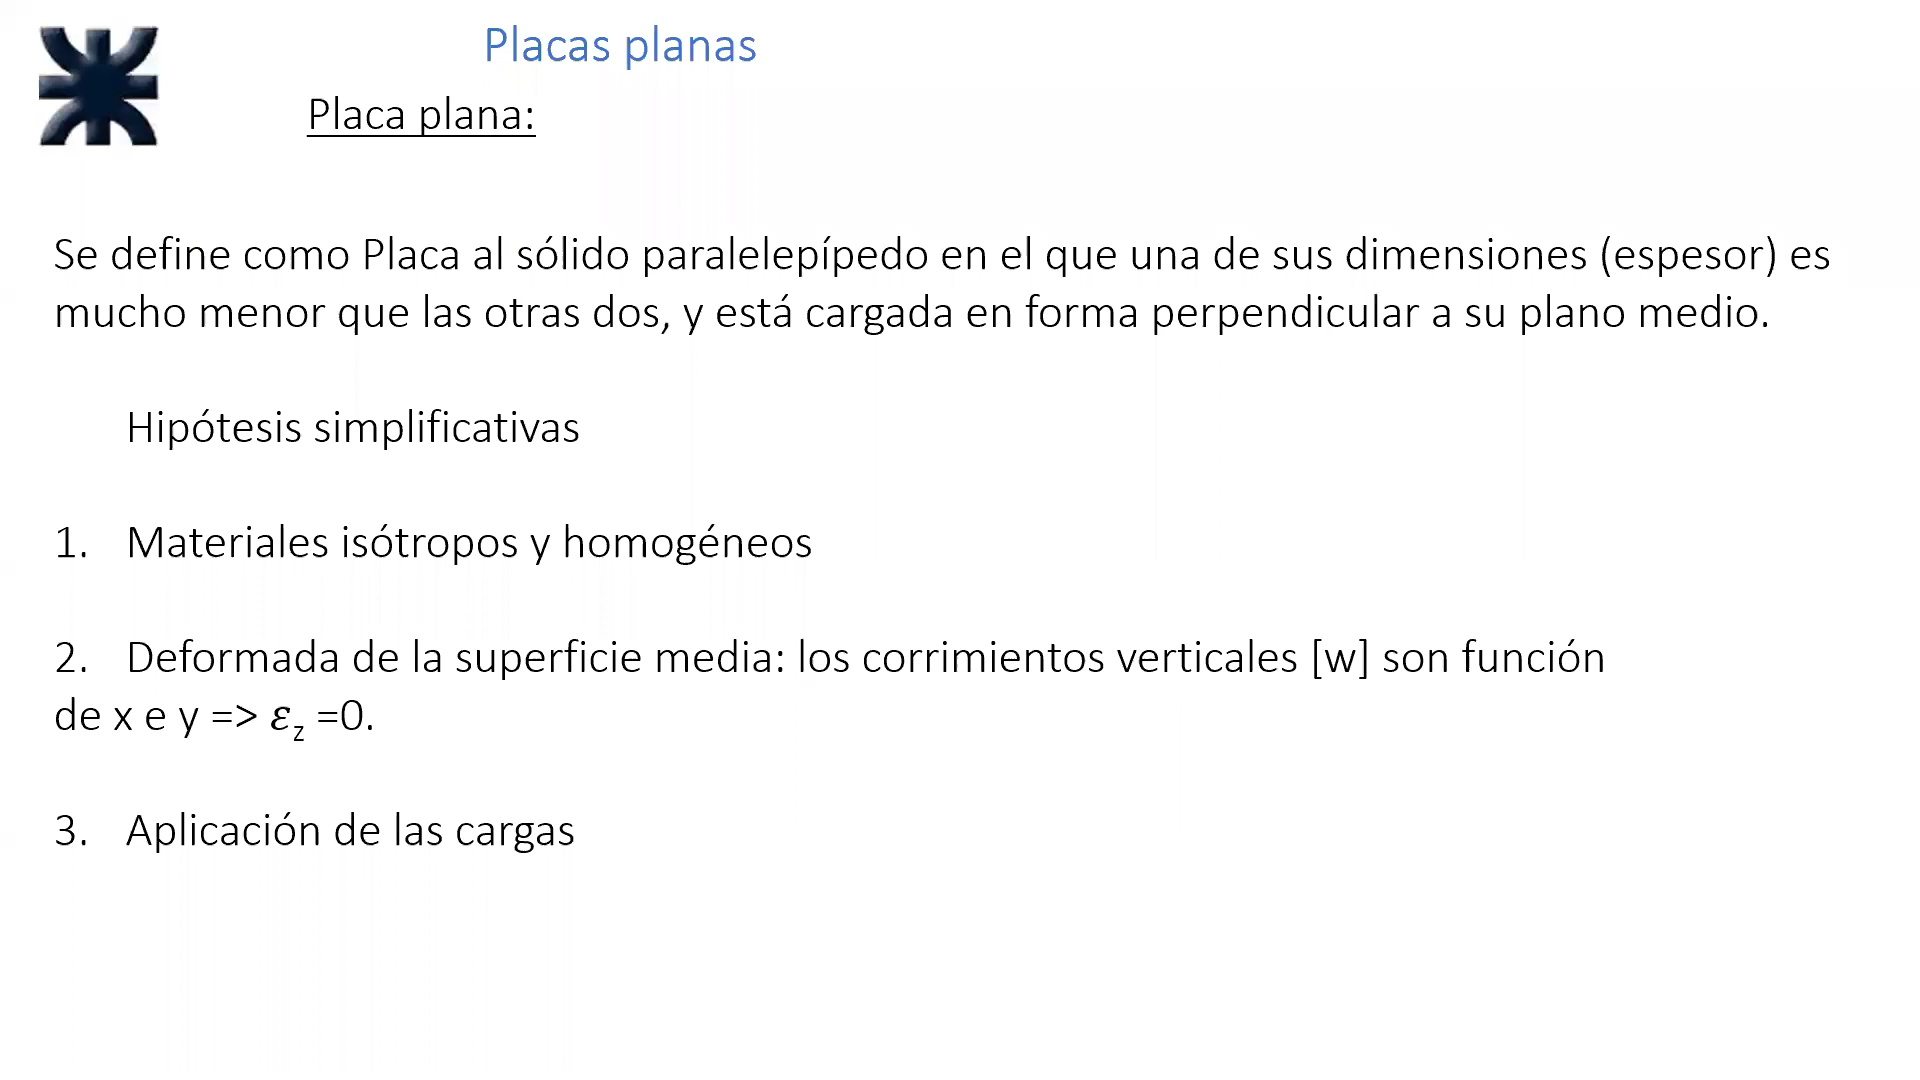 Placas planas
Placa plana:
Se define como Placa al sólido paralelepípedo en el que una de sus dimensiones (espesor) es
mucho menor que las otras dos, y está cargada en forma perpendicular a su plano medio.
Hipótesis simplificativas
1. Materiales isótropos y homogéneos
2. Deformada de la superficie media: los corrimientos verticales [w] son función
de x e y => 𝜀z =0.
3. Aplicación de las cargas